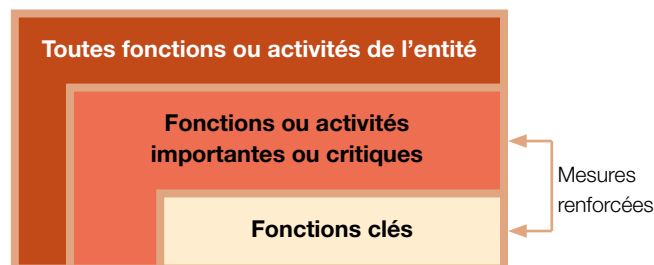 Toutes fonctions ou activités de l’entité
Fonctions ou activités
importantes ou critiques
Mesures
renforcées
Fonctions clés